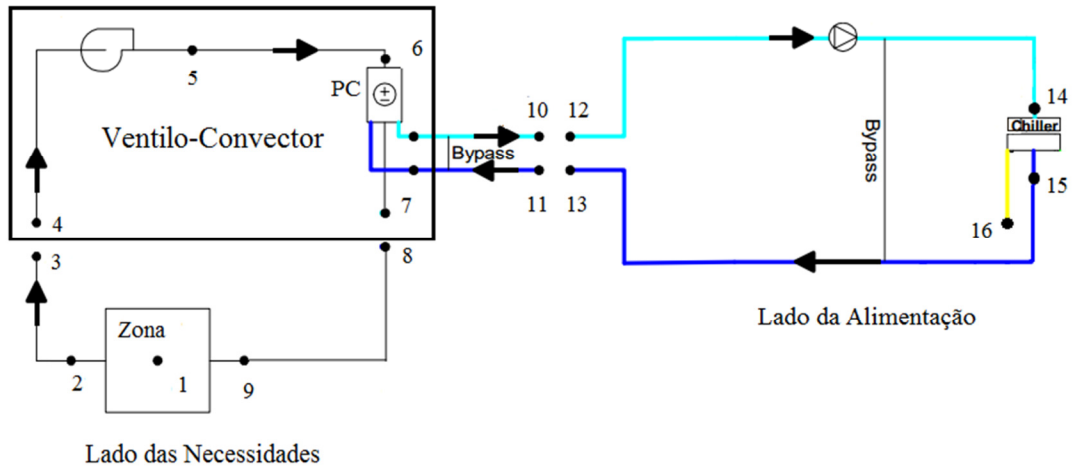 5
6
PC
±
Ventilo-Convector
10
12
14
Chiller
Bypass
Bypass
15
4
7
11
13
16
3
8
Zona
Lado da Alimentação
2
1
9
Lado das Necessidades